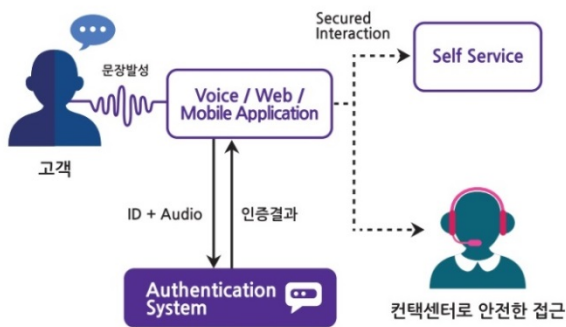 Secured
Interaction
Self Service
문장발성
Voice / Web /
Mobile Application
고객
ID + Audio
인증결과
Authentication
System
컨택센터로 안전한 접근